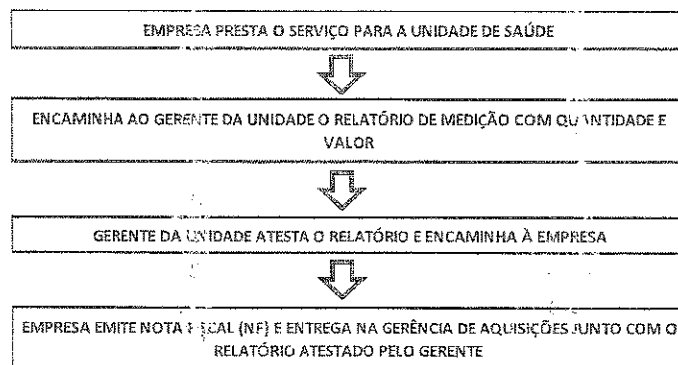 EMPRESA PRESTA O SERVIÇO PARA A UNIDADE DE SAÚDE
ENCAMINHA AO GERENTE DA UNIDADE O RELATÓRIO DE MEDIÇÃO COM QUANTIDADE E
VALOR
GERENTE DA UNIDADE ATESTA O RELATÓRIO E ENCAMINHA À EMPRESA
EMPRESA EMITE NOTA FISCAL (NF) E ENTREGA NA GERÊNCIA DE AQUISIÇÕES JUNTO COM O
RELATÓRIO ATESTADO PELO GERENTE